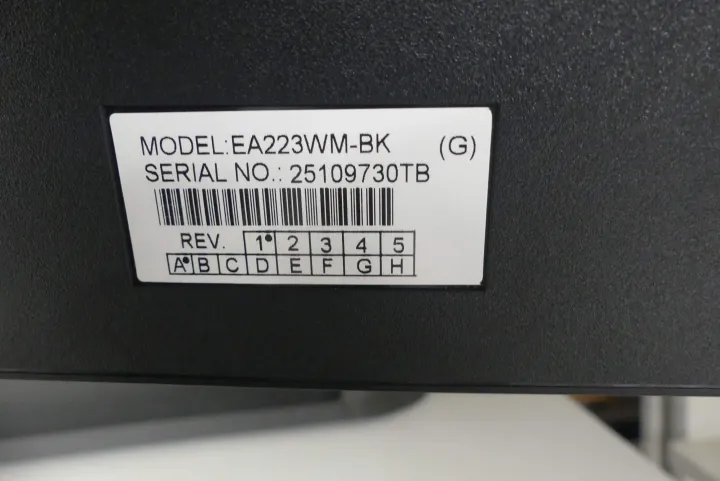 MODEL:EA223WM-BK (G)
SERIAL NO.: 25109730TB
REV. 1• 2 3 4 5
A• B C D E F G H